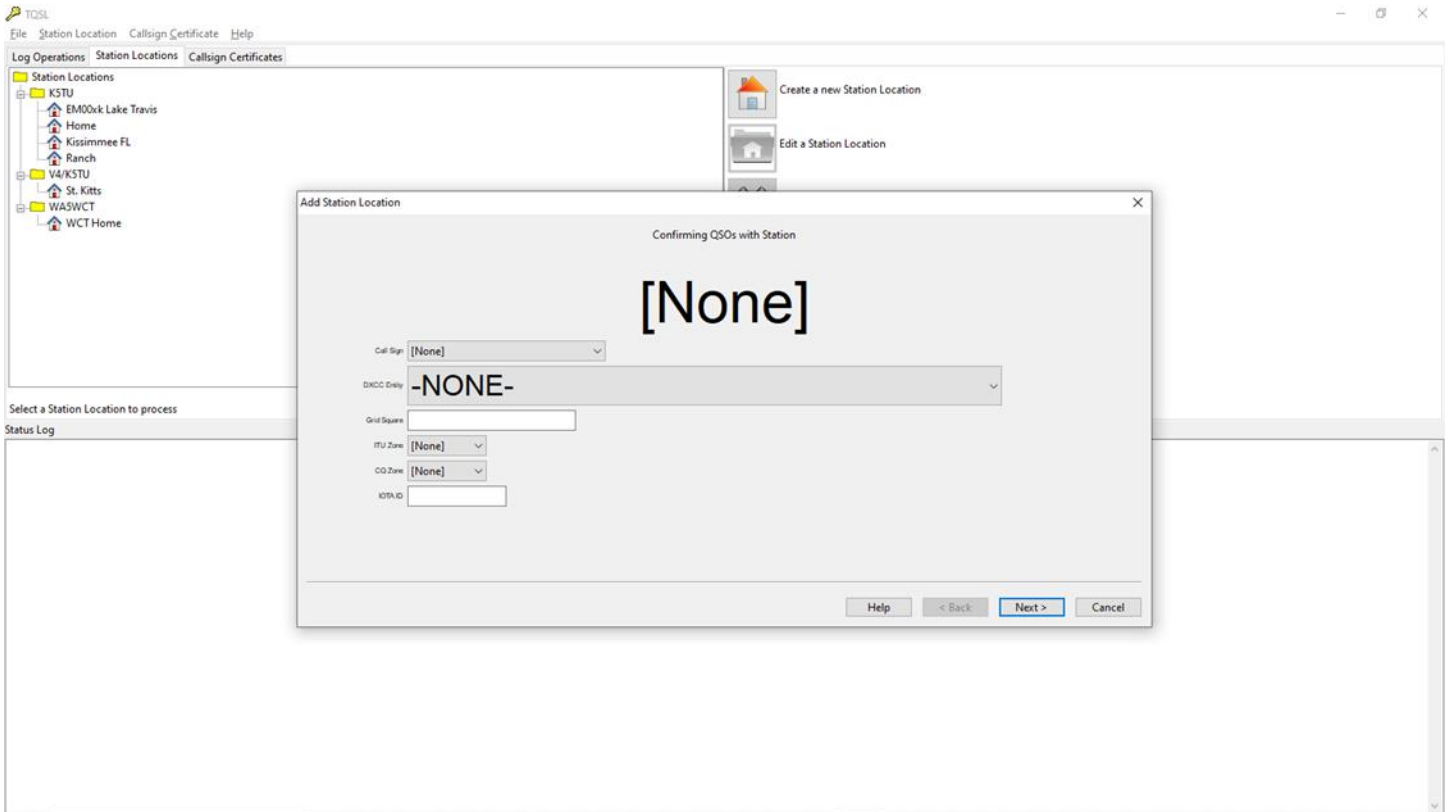 TQSL
File Station Location Callsign Certificate Help
Log Operations Station Locations Callsign Certificates
Station Locations
K5TU
EM00xk Lake Travis
Home
Kissimmee FL
Ranch
V4/K5TU
St. Kitts
WA5WCT
WCT Home
Create a new Station Location
Edit a Station Location
Add Station Location
Confirming QSOs with Station
[None]
Call Sign [None]
DXCC Entity -NONE-
Grid Square
ITU Zone [None]
CQ Zone [None]
IOTA ID
Help < Back Next > Cancel
Select a Station Location to process
Status Log